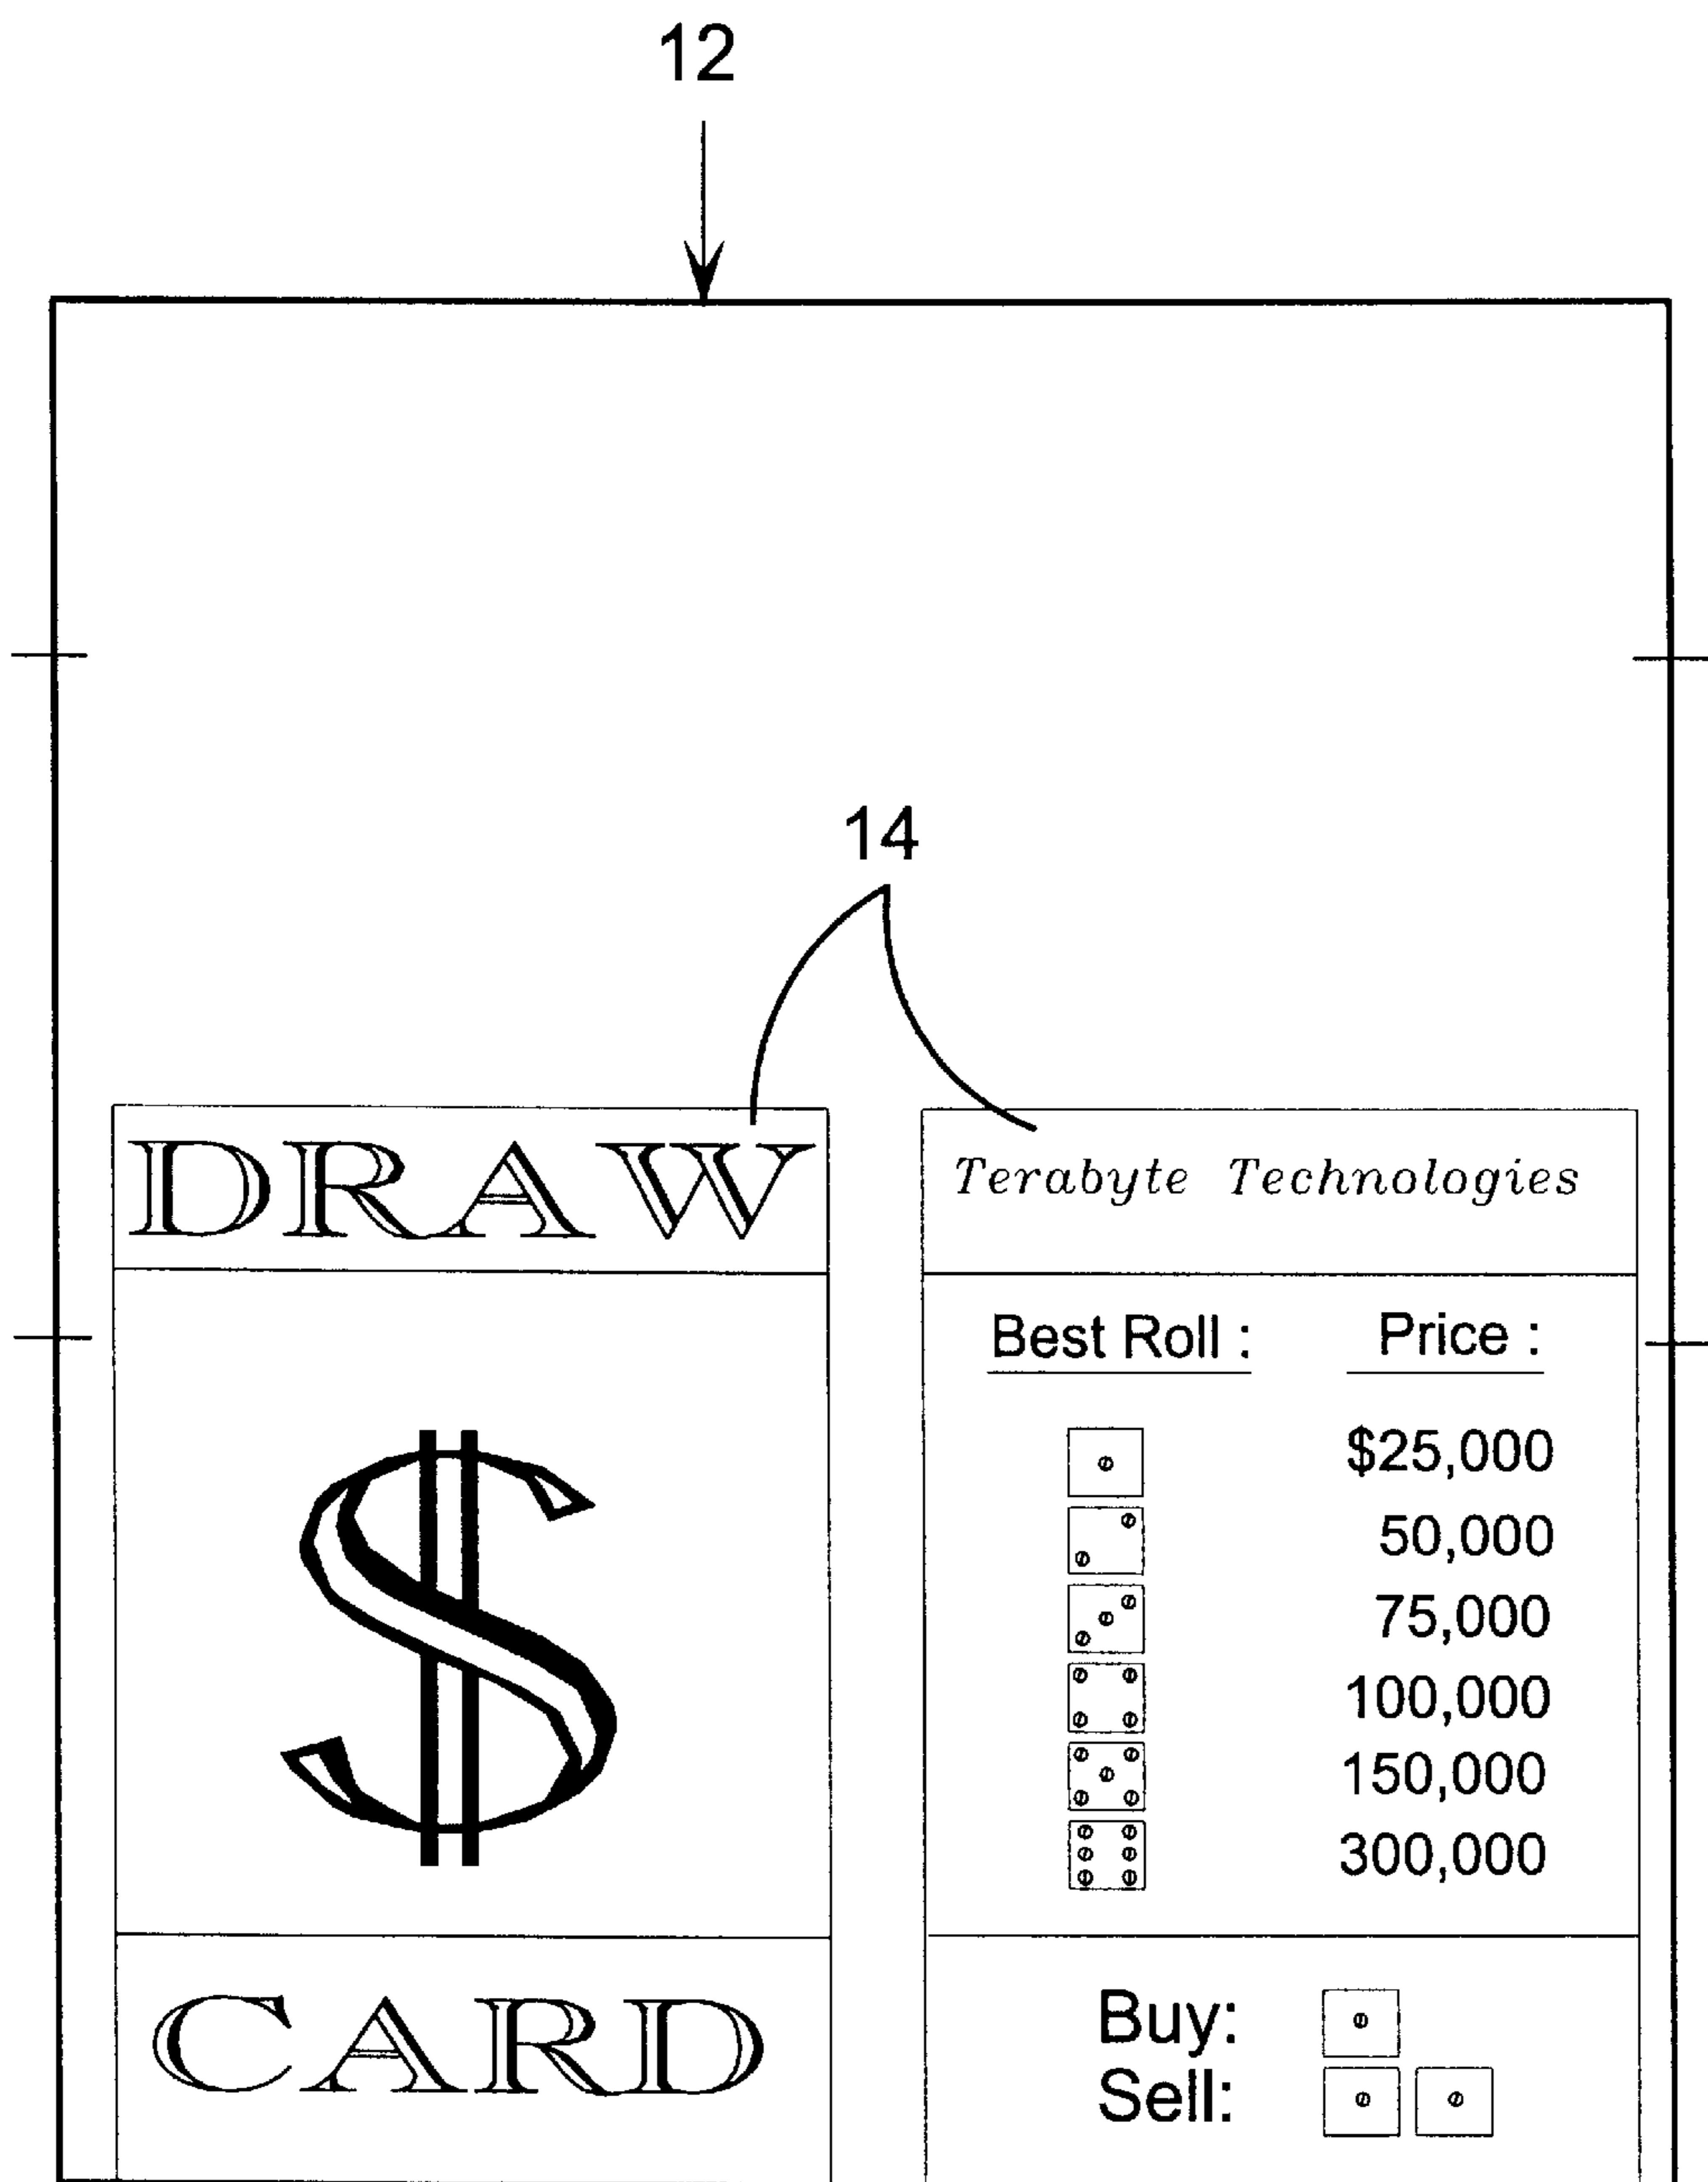 12
14
DRAW
$
CARD
Terabyte Technologies
Best Roll : Price :
$25,000
50,000
75,000
100,000
150,000
300,000
Buy:
Sell: